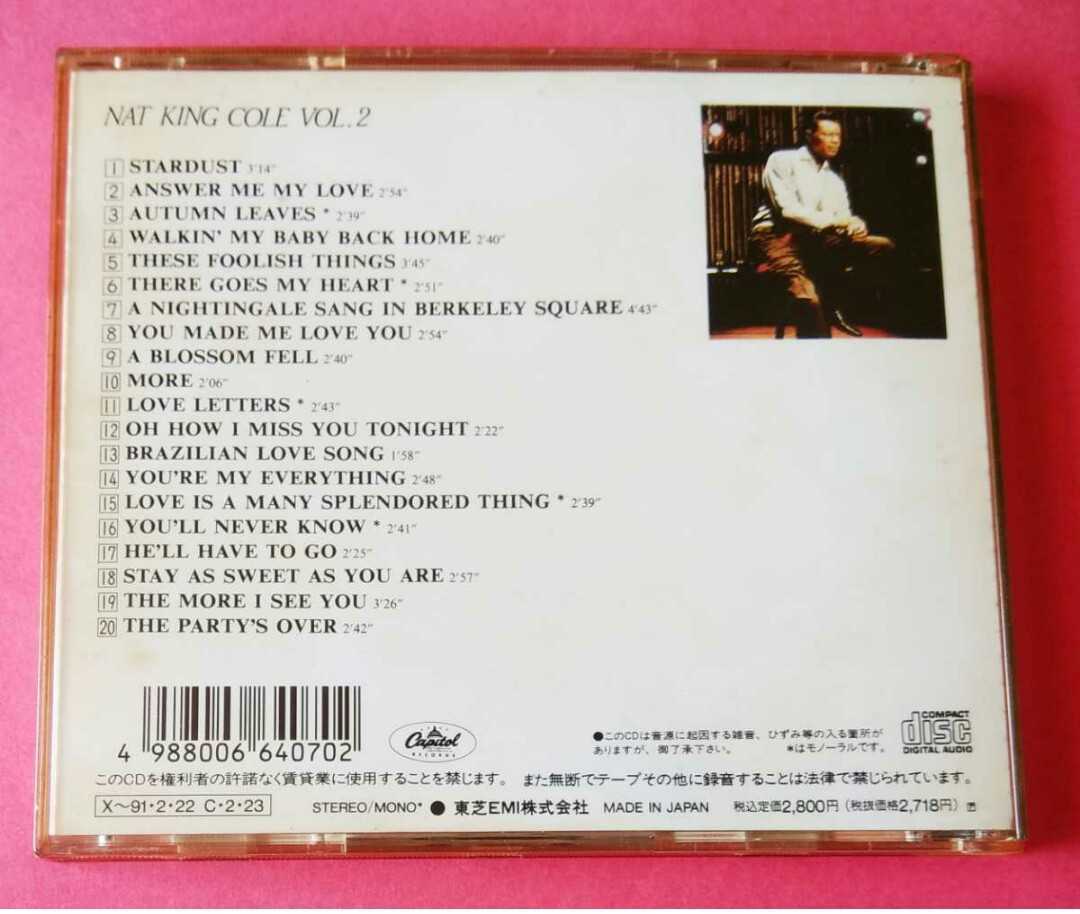 NAT KING COLE VOL.2
1 STARDUST 3'14"
2 ANSWER ME MY LOVE 2'54"
3 AUTUMN LEAVES * 2'39"
4 WALKIN' MY BABY BACK HOME 2'40"
5 THESE FOOLISH THINGS 3'45"
6 THERE GOES MY HEART * 2'51"
7 A NIGHTINGALE SANG IN BERKELEY SQUARE 4'43"
8 YOU MADE ME LOVE YOU 2'54"
9 A BLOSSOM FELL 2'40"
10 MORE 2'06"
11 LOVE LETTERS * 2'43"
12 OH HOW I MISS YOU TONIGHT 2'22"
13 BRAZILIAN LOVE SONG 1'58"
14 YOU'RE MY EVERYTHING 2'48"
15 LOVE IS A MANY SPLENDORED THING * 2'39"
16 YOU'LL NEVER KNOW * 2'41"
17 HE'LL HAVE TO GO 2'25"
18 STAY AS SWEET AS YOU ARE 2'57"
19 THE MORE I SEE YOU 3'26"
20 THE PARTY'S OVER 2'42"
4 988006 640702
Capitol
RECORDS
●このCDは音源に起因する雑音、ひずみ等の入る箇所が
ありますが、御了承下さい。 *はモノーラルです。
COMPACT
disc
DIGITAL AUDIO
このCDを権利者の許諾なく賃貸業に使用することを禁じます。 また無断でテープその他に録音することは法律で禁じられています。
X〜91・2・22 C・2・23 STEREO/MONO* ● 東芝EMI株式会社 MADE IN JAPAN 税込定価2,800円(税抜価格2,718円)